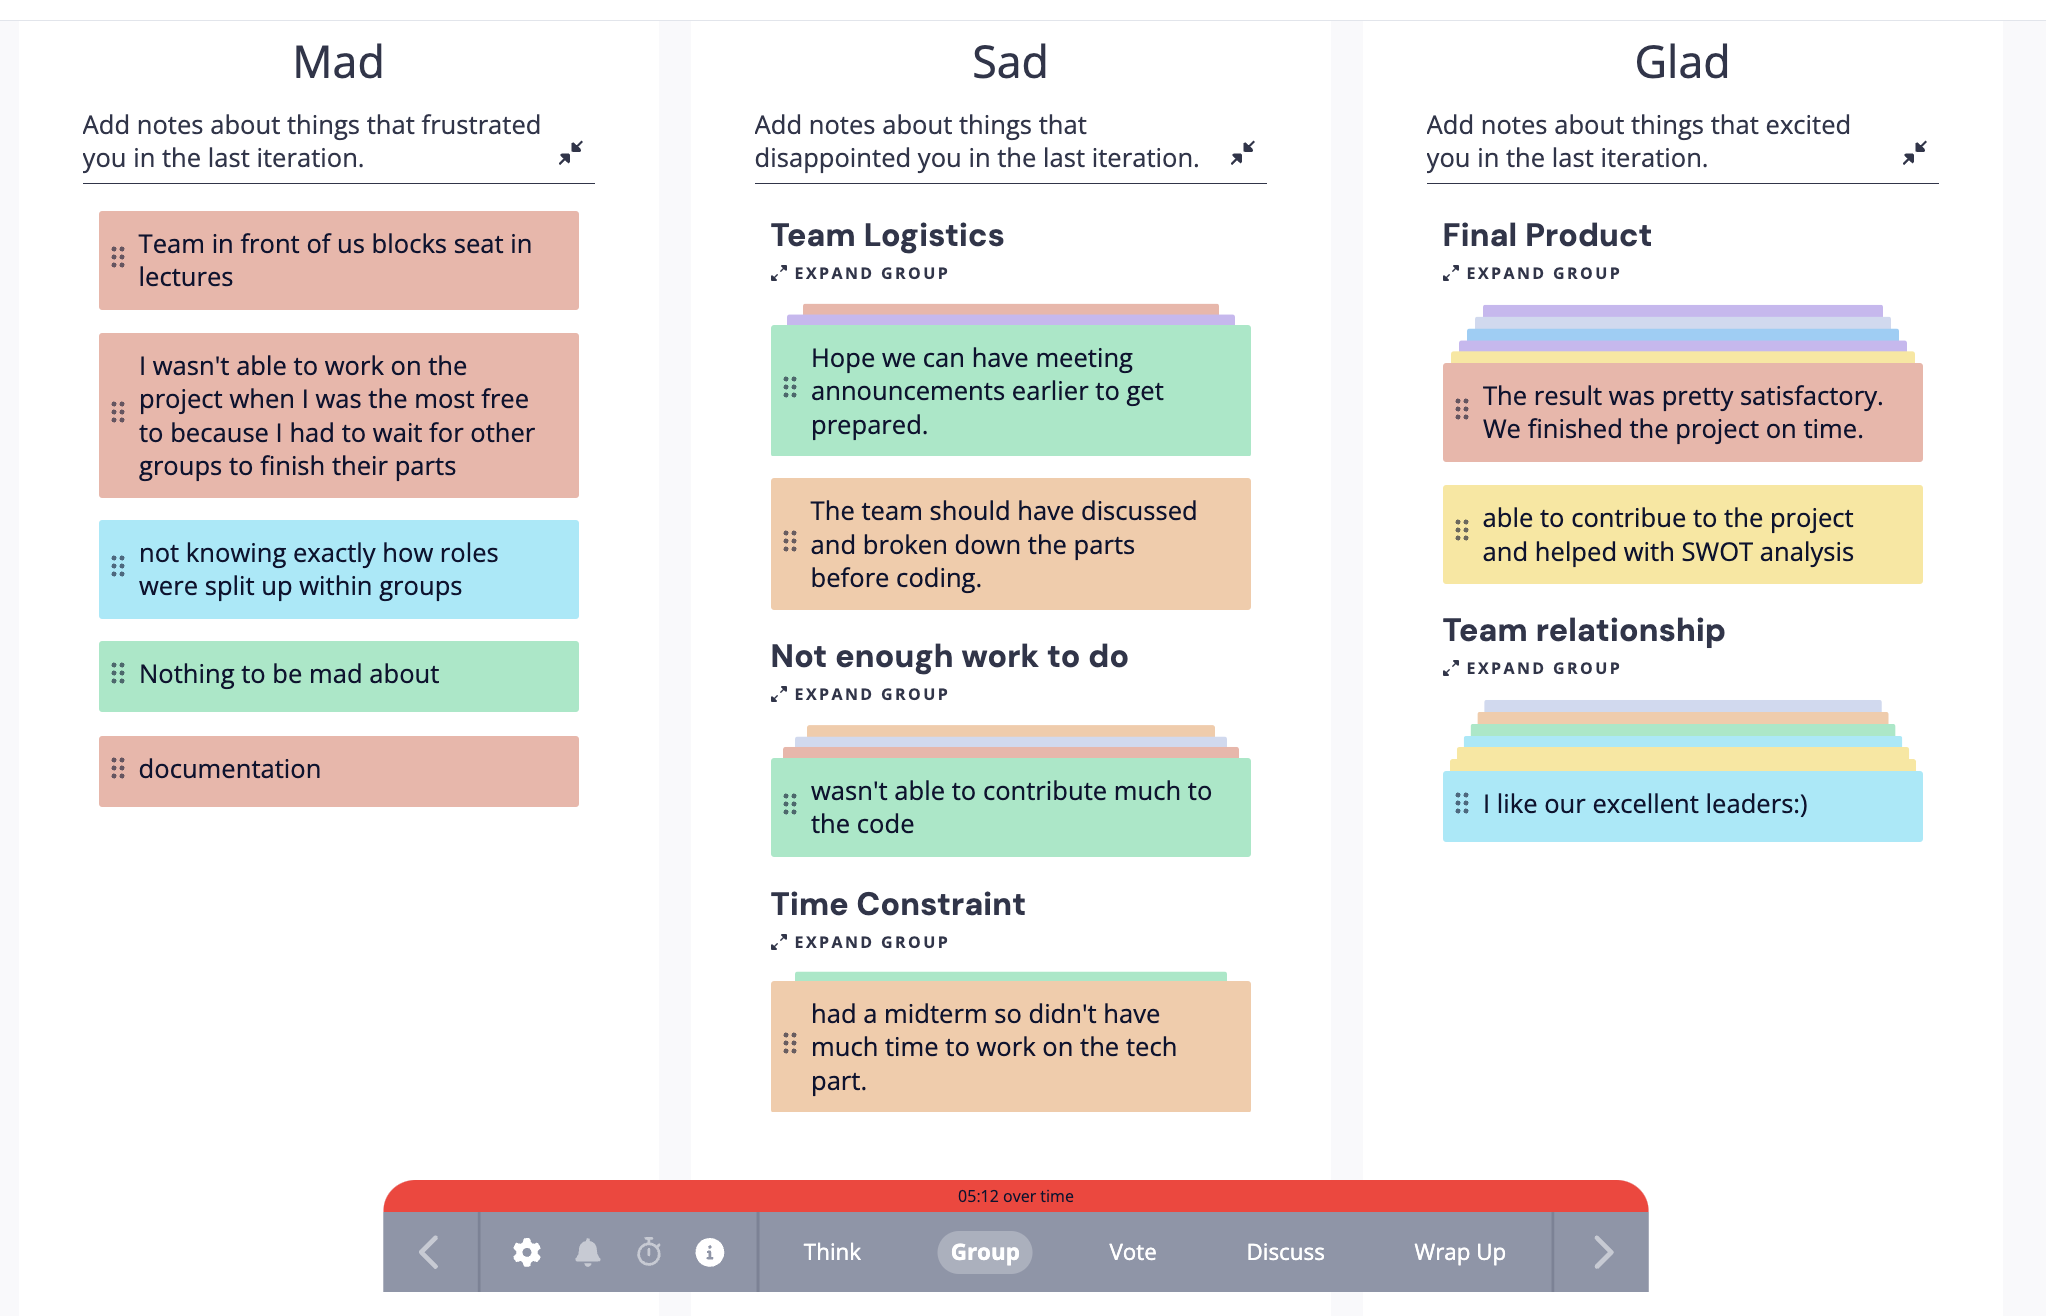 Mad
Add notes about things that frustrated
you in the last iteration.
Team in front of us blocks seat in
lectures
I wasn't able to work on the
project when I was the most free
to because I had to wait for other
groups to finish their parts
not knowing exactly how roles
were split up within groups
Nothing to be mad about
documentation
Sad
Add notes about things that
disappointed you in the last iteration.
Team Logistics
EXPAND GROUP
Hope we can have meeting
announcements earlier to get
prepared.
The team should have discussed
and broken down the parts
before coding.
Not enough work to do
EXPAND GROUP
wasn't able to contribute much to
the code
Time Constraint
EXPAND GROUP
had a midterm so didn't have
much time to work on the tech
part.
Glad
Add notes about things that excited
you in the last iteration.
Final Product
EXPAND GROUP
The result was pretty satisfactory.
We finished the project on time.
able to contribue to the project
and helped with SWOT analysis
Team relationship
EXPAND GROUP
I like our excellent leaders:)
05:12 over time
Think Group Vote Discuss Wrap Up